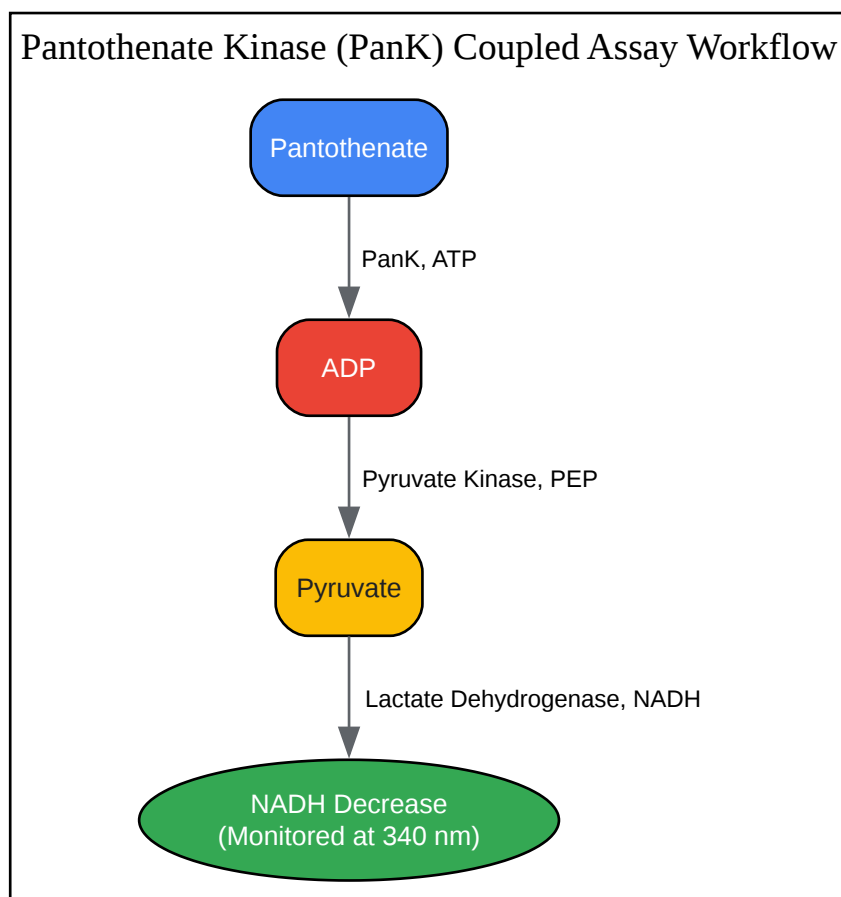 Pantothenate Kinase (PanK) Coupled Assay Workflow
Pantothenate
PanK, ATP
ADP
Pyruvate Kinase, PEP
Pyruvate
Lactate Dehydrogenase, NADH
NADH Decrease
(Monitored at 340 nm)